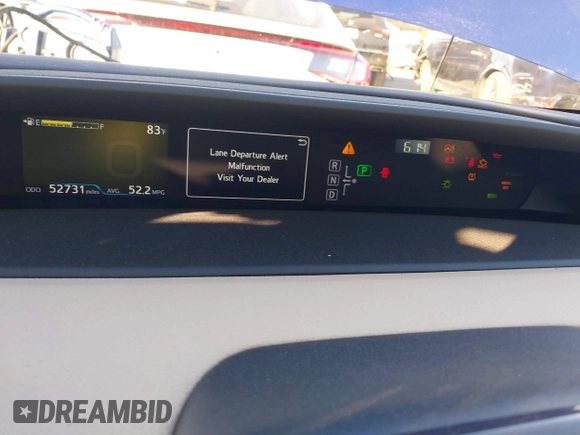 E F 83°F
ODO 52731 miles AVG. 52.2 MPG
Lane Departure Alert
Malfunction
Visit Your Dealer
R
N
D
P
6:14
DREAMBID